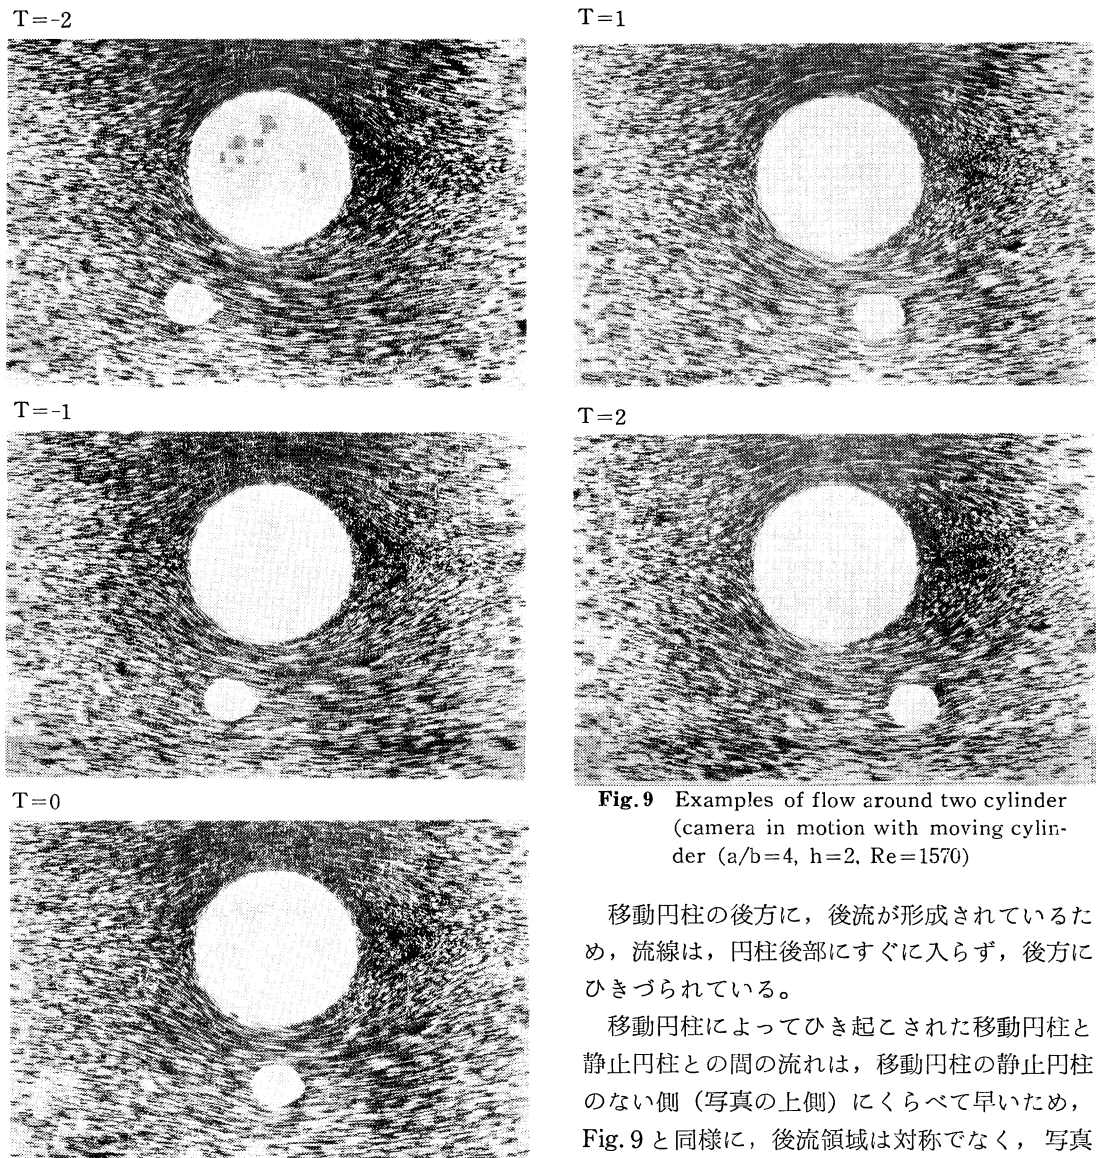 T=-2
T=-1
T=0
T=1
T=2
Fig.9 Examples of flow around two cylinder
(camera in motion with moving cylin-
der (a/b=4, h=2, Re=1570)
移動円柱の後方に，後流が形成されているた
め，流線は，円柱後部にすぐに入らず，後方に
ひきづられている。
移動円柱によってひき起こされた移動円柱と
静止円柱との間の流れは，移動円柱の静止円柱
のない側（写真の上側）にくらべて早いため，
Fig.9と同様に，後流領域は対称でなく，写真